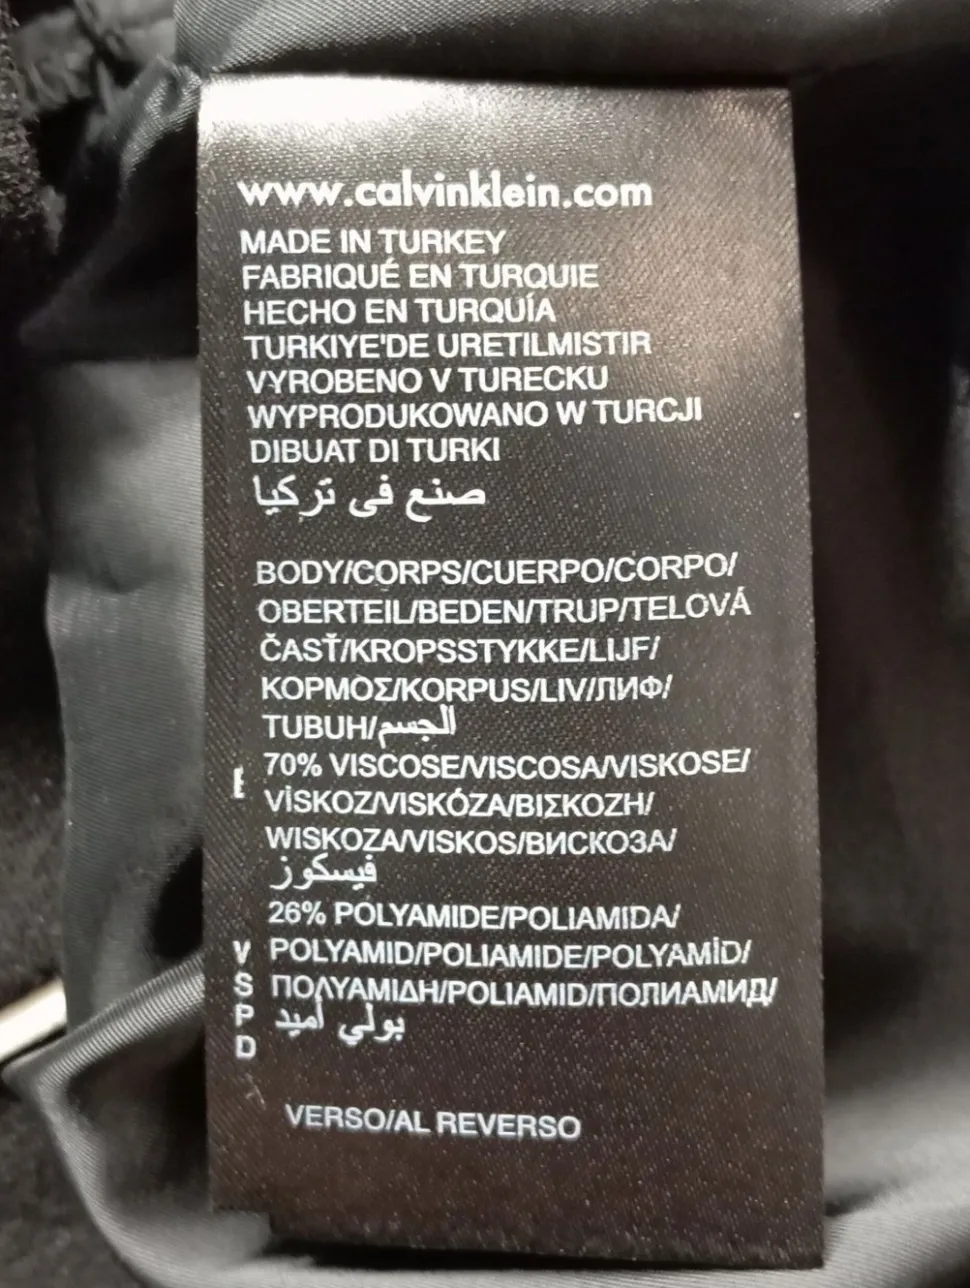 www.calvinklein.com
MADE IN TURKEY
FABRIQUÉ EN TURQUIE
HECHO EN TURQUÍA
TURKIYE'DE URETILMISTIR
VYROBENO V TURECKU
WYPRODUKOWANO W TURCJI
DIBUAT DI TURKI
صنع في تركيا
BODY/CORPS/CUERPO/CORPO/
OBERTEIL/BEDEN/TRUP/TELOVÁ
ČASŤ/KROPSSTYKKE/LIJF/
ΚΟΡΜΟΣ/KORPUS/LIV/ЛИФ/
TUBUH/الجسم
70% VISCOSE/VISCOSA/VISKOSE/
VİSKOZ/VISKÓZA/ΒΙΣΚΟΖΗ/
WISKOZA/VISKOS/ВИСКОЗА/
فيسكوز
26% POLYAMIDE/POLIAMIDA/
POLYAMID/POLIAMIDE/POLYAMİD/
ΠΟΛΥΑΜΙΔΗ/POLIAMID/ПОЛИАМИД/
بولي أميد
VERSO/AL REVERSO
E
V
S
P
D